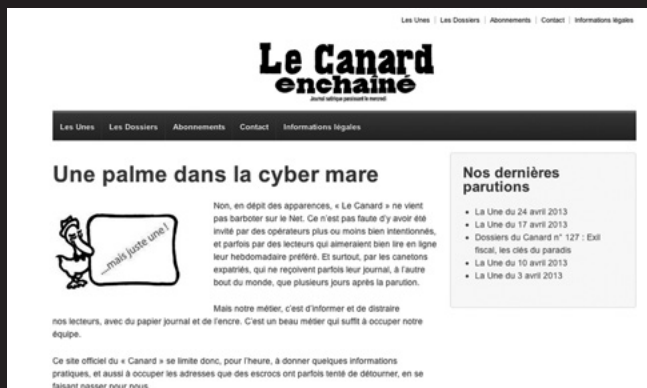 Les Unes | Les Dossiers | Abonnements | Contact | Informations légales
Le Canard
enchaîné
Journal satirique paraissant le mercredi
Les Unes Les Dossiers Abonnements Contact Informations légales
Une palme dans la cyber mare
...mais juste une !
Non, en dépit des apparences, « Le Canard » ne vient
pas barboter sur le Net. Ce n'est pas faute d'y avoir été
invité par des opérateurs plus ou moins bien intentionnés,
et parfois par des lecteurs qui aimeraient bien lire en ligne
leur hebdomadaire préféré. Et surtout, par les canetons
expatriés, qui ne reçoivent parfois leur journal, à l'autre
bout du monde, que plusieurs jours après la parution.
Mais notre métier, c'est d'informer et de distraire
nos lecteurs, avec du papier journal et de l'encre. C'est un beau métier qui suffit à occuper notre
équipe.
Ce site officiel du « Canard » se limite donc, pour l'heure, à donner quelques informations
pratiques, et aussi à occuper les adresses que des escrocs ont parfois tenté de détourner, en se
faisant passer pour nous.
Nos dernières
parutions
• La Une du 24 avril 2013
• La Une du 17 avril 2013
• Dossiers du Canard n° 127 : Exil
fiscal, les clés du paradis
• La Une du 10 avril 2013
• La Une du 3 avril 2013